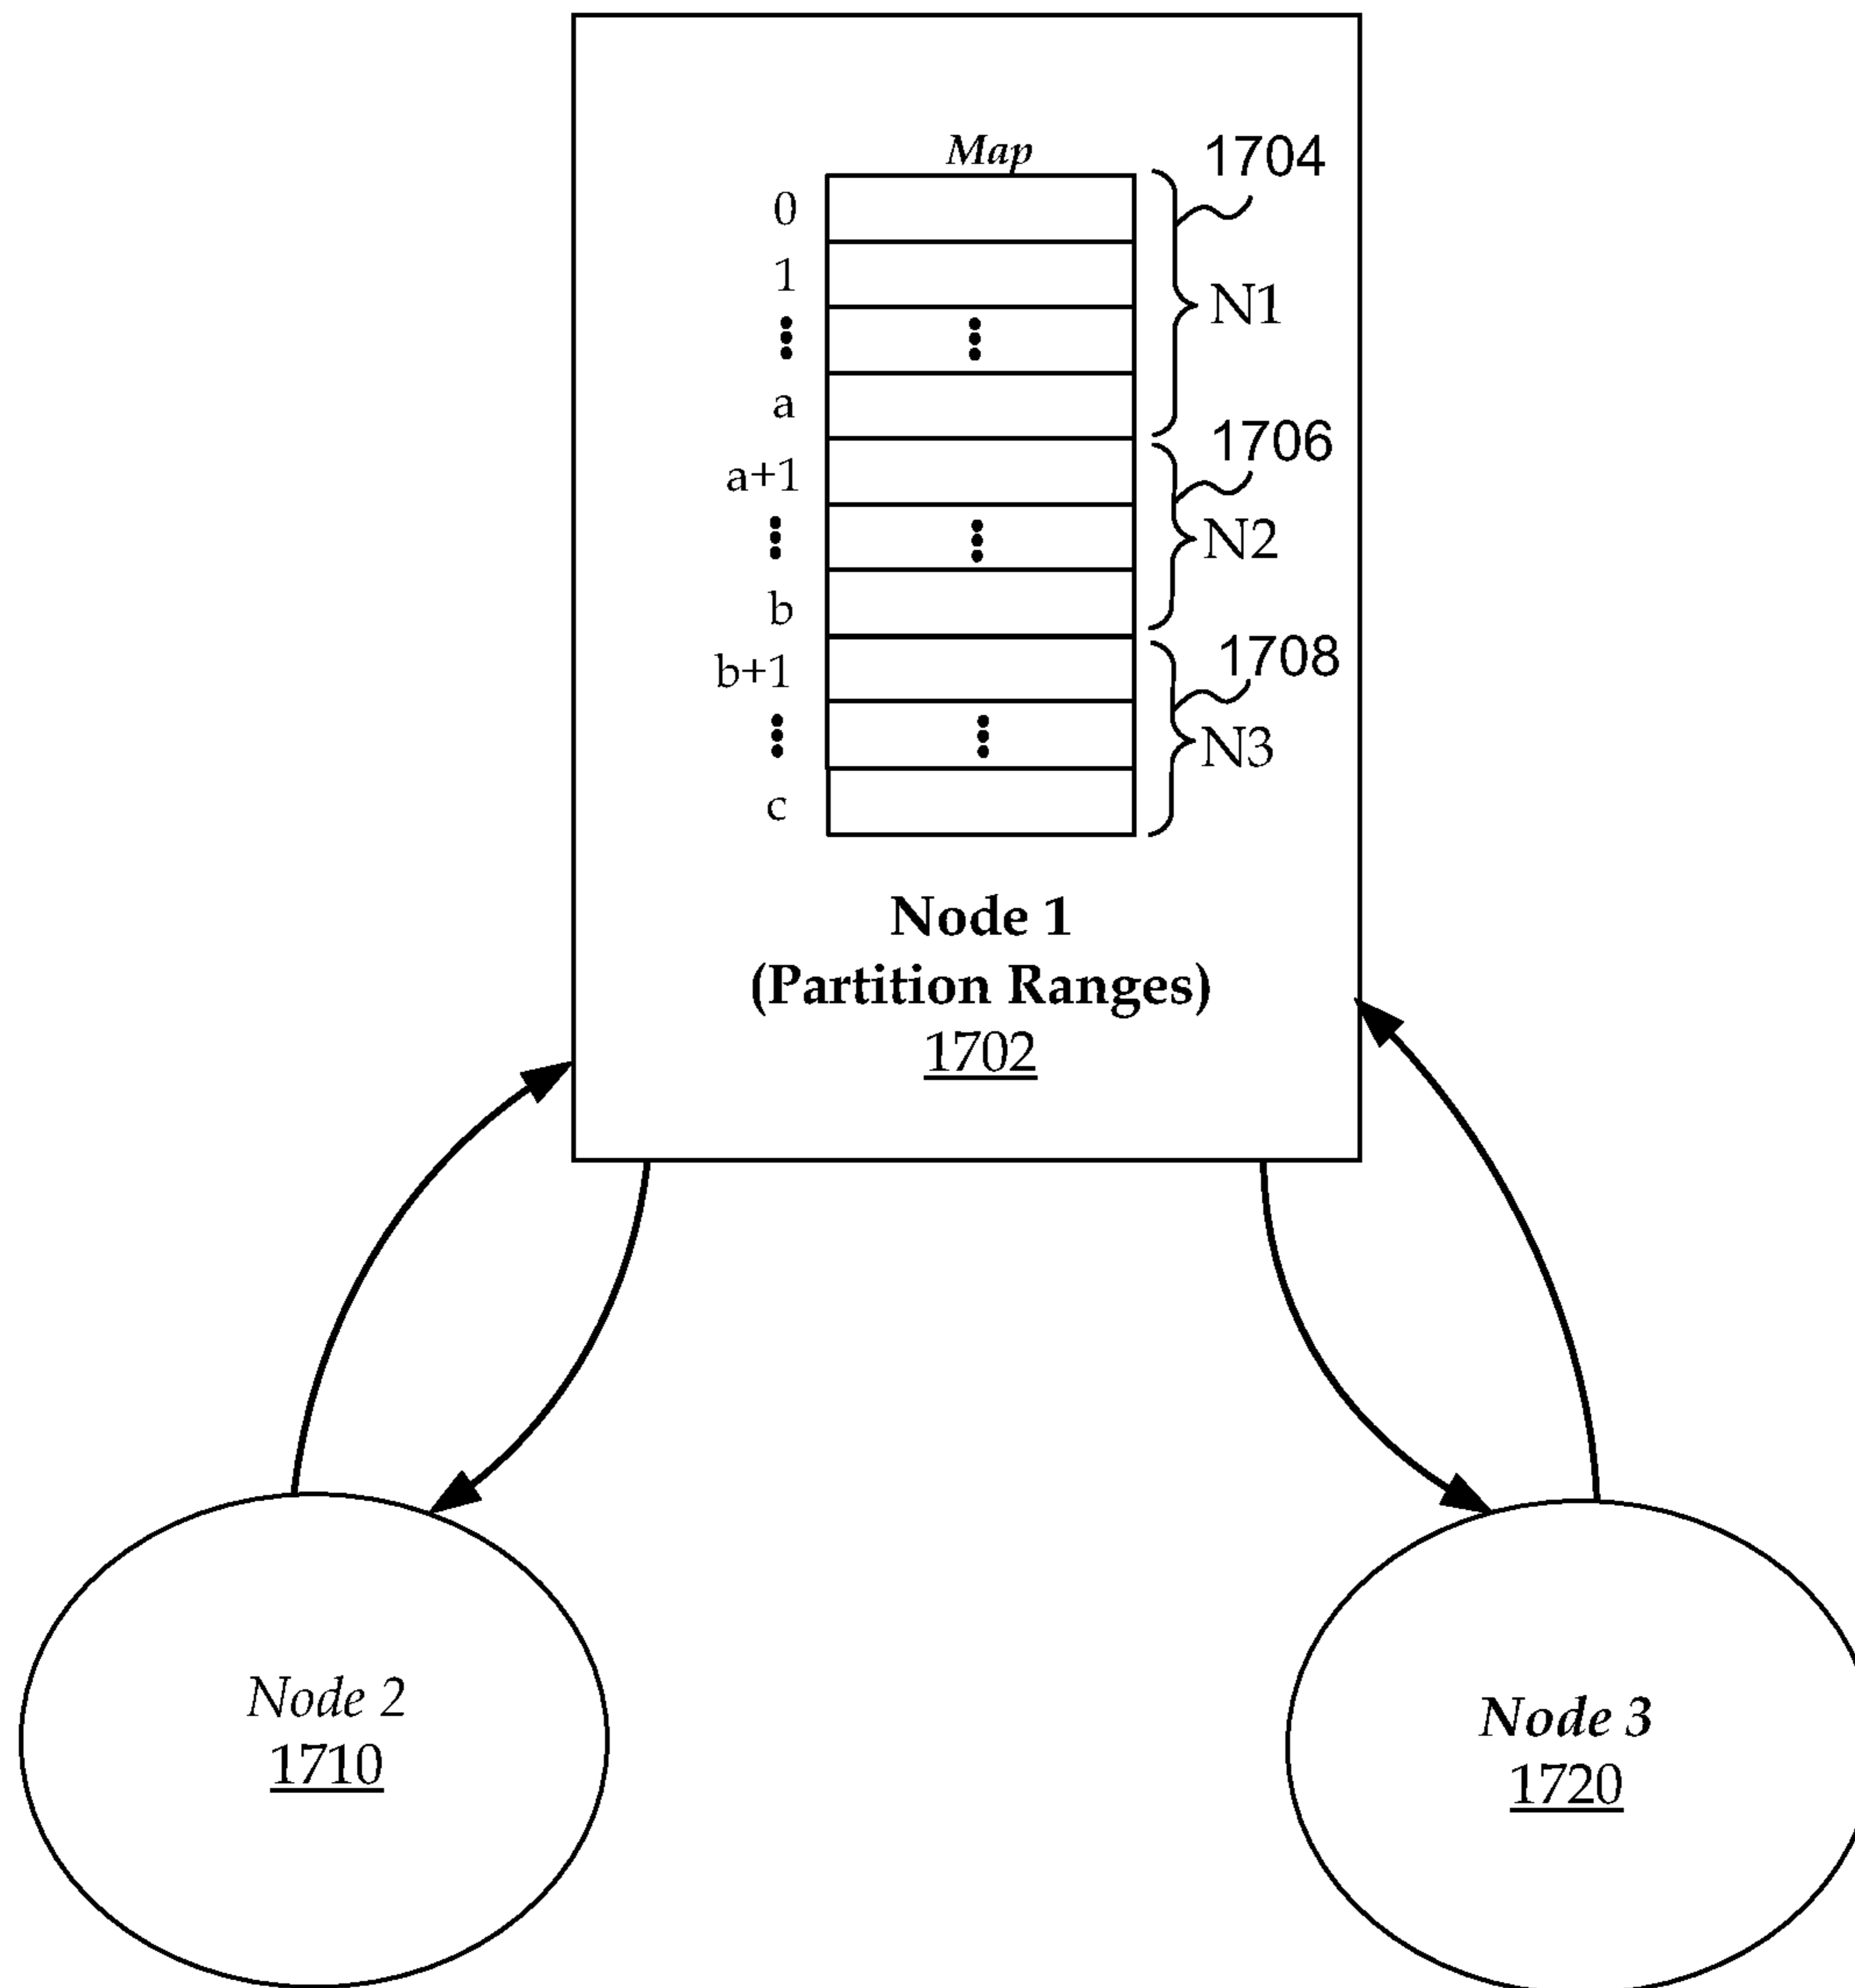 Map
1704
0
1
N1
a
1706
a+1
N2
b
1708
b+1
N3
c
Node 1
(Partition Ranges)
1702
Node 2
1710
Node 3
1720